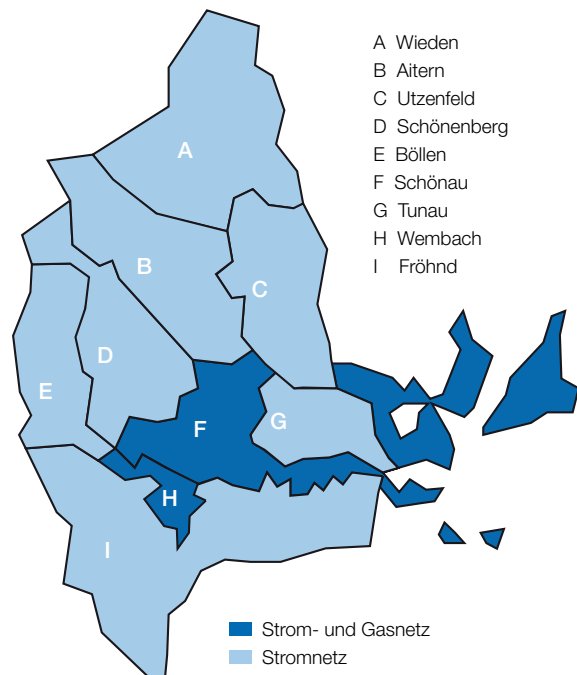 A Wieden
B Aitern
C Utzenfeld
D Schönenberg
E Böllen
F Schönau
G Tunau
H Wembach
I Fröhnd
A
B
C
D
E
F
G
H
I
Strom- und Gasnetz
Stromnetz